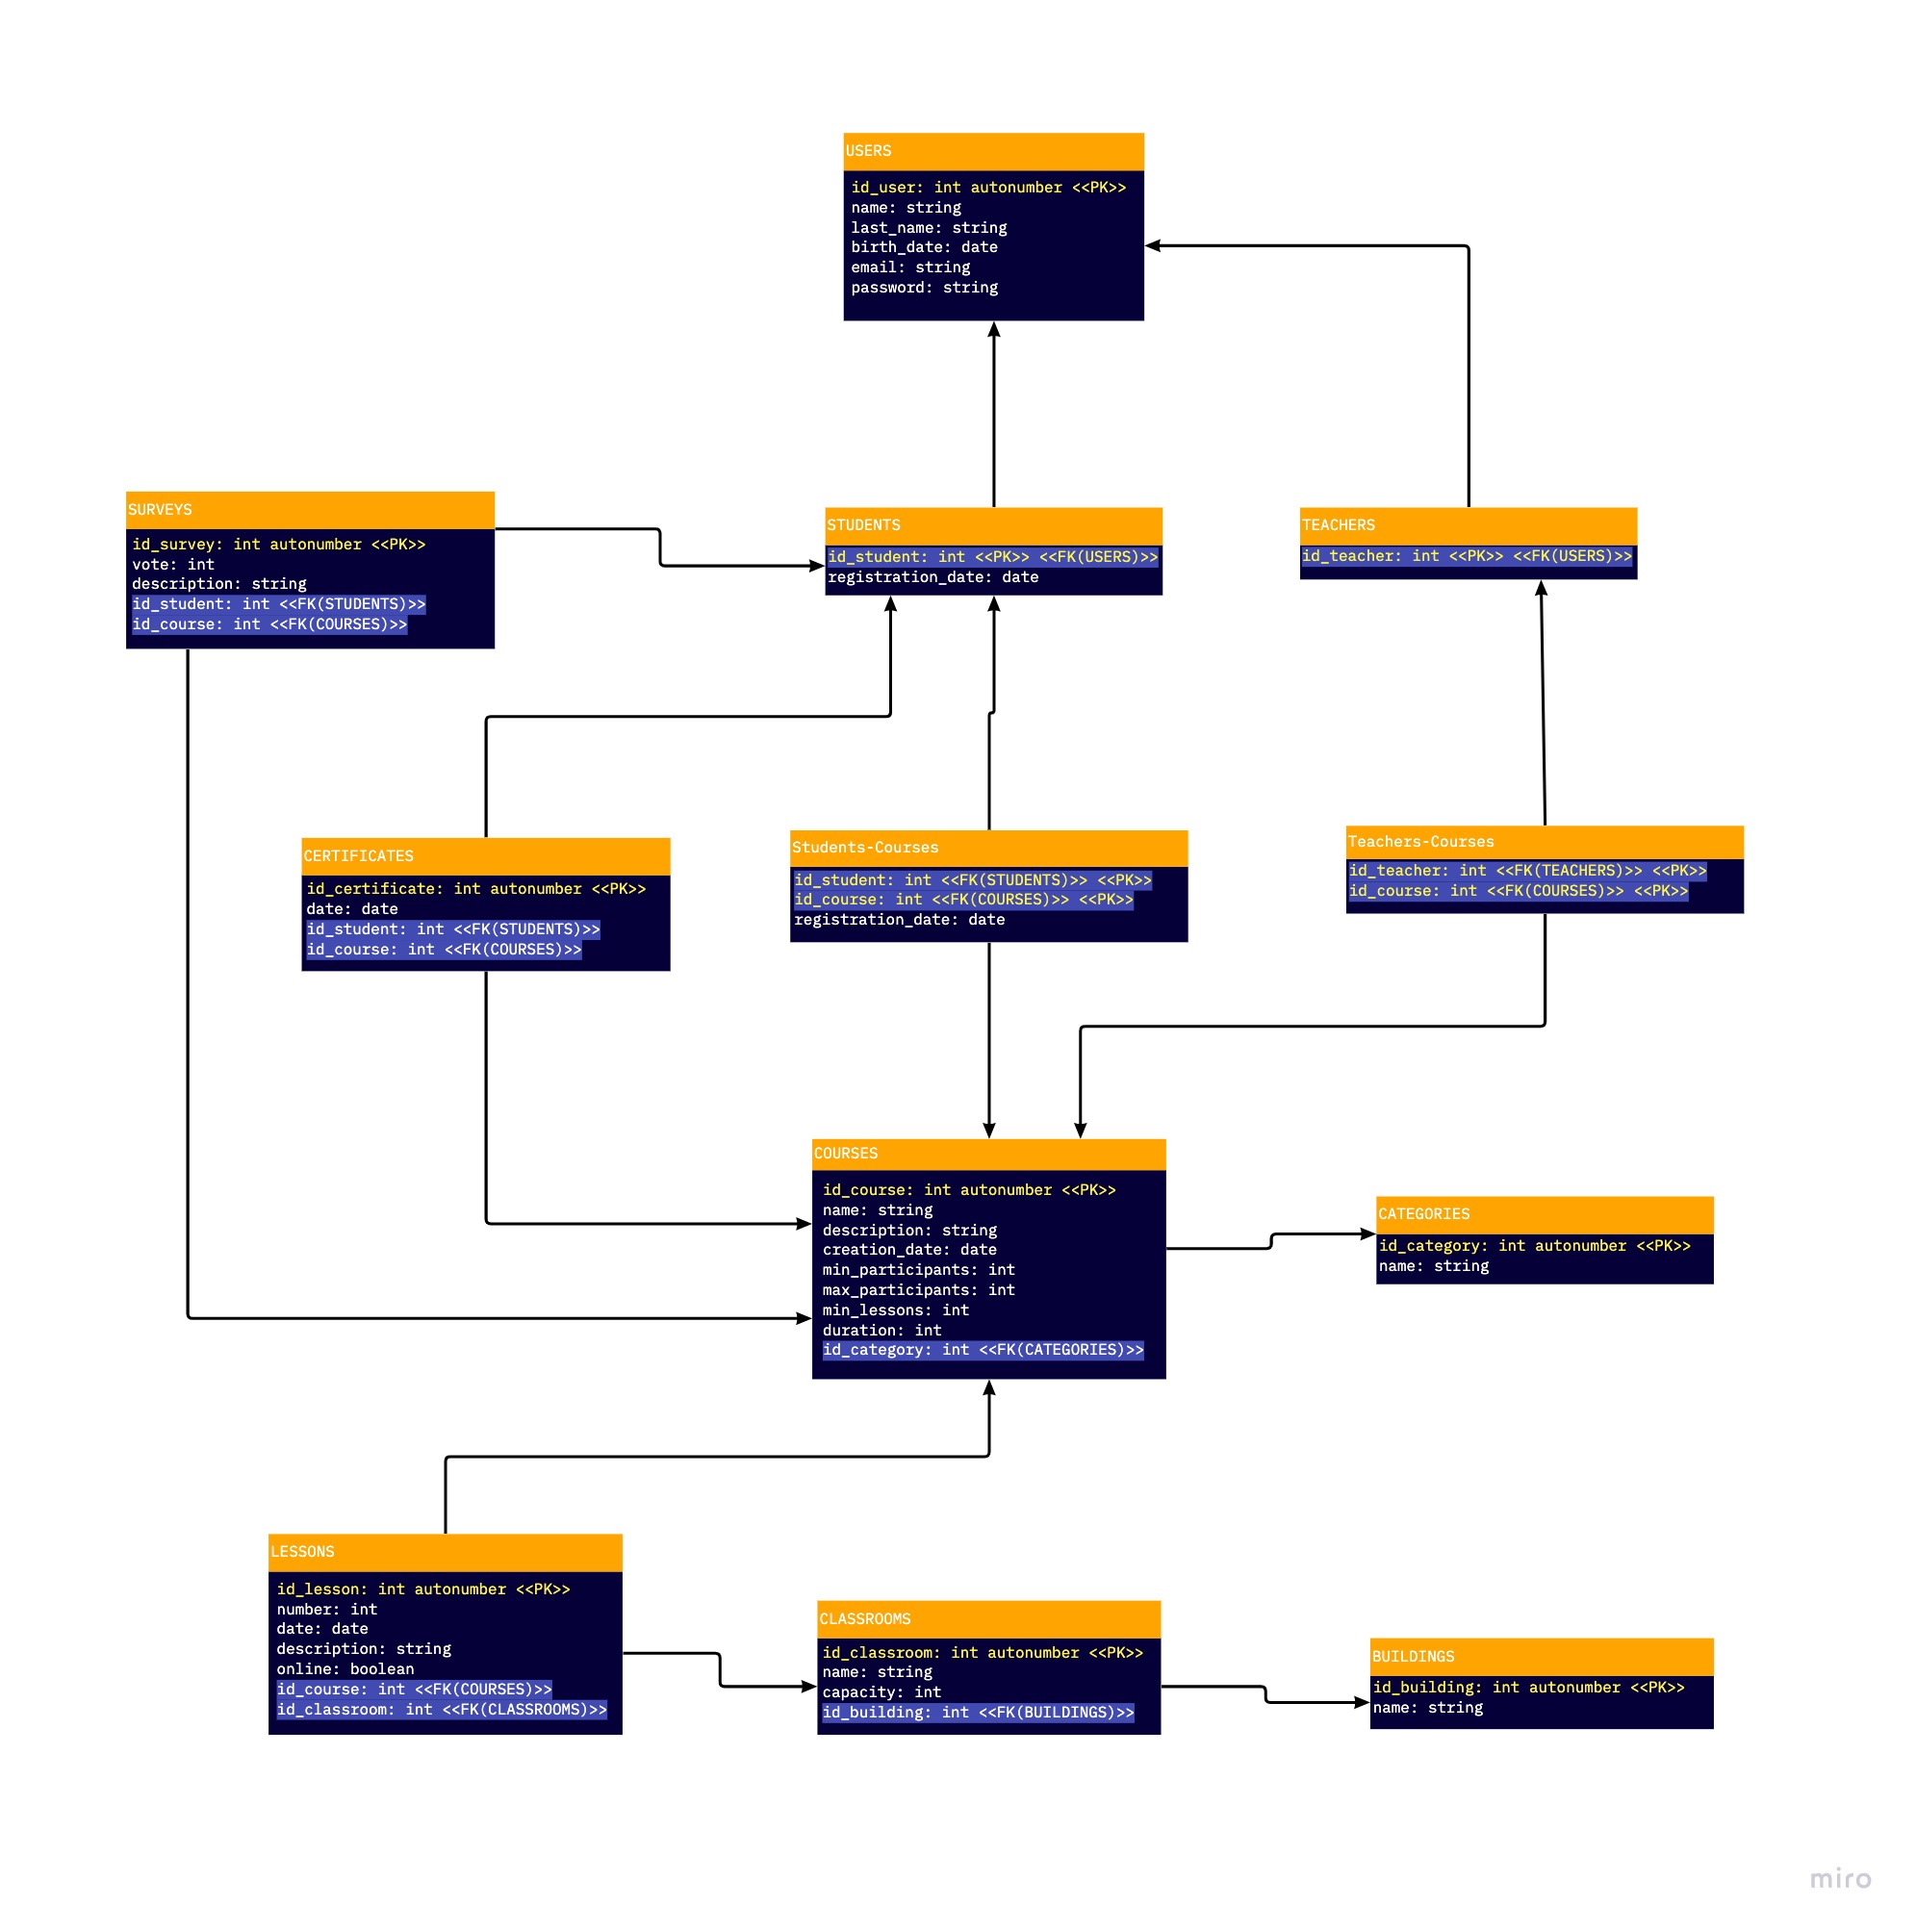 USERS
id_user: int autonumber <<PK>>
name: string
last_name: string
birth_date: date
email: string
password: string
SURVEYS
id_survey: int autonumber <<PK>>
vote: int
description: string
id_student: int <<FK(STUDENTS)>>
id_course: int <<FK(COURSES)>>
STUDENTS
id_student: int <<PK>> <<FK(USERS)>>
registration_date: date
TEACHERS
id_teacher: int <<PK>> <<FK(USERS)>>
CERTIFICATES
id_certificate: int autonumber <<PK>>
date: date
id_student: int <<FK(STUDENTS)>>
id_course: int <<FK(COURSES)>>
Students-Courses
id_student: int <<FK(STUDENTS)>> <<PK>>
id_course: int <<FK(COURSES)>> <<PK>>
registration_date: date
Teachers-Courses
id_teacher: int <<FK(TEACHERS)>> <<PK>>
id_course: int <<FK(COURSES)>> <<PK>>
COURSES
id_course: int autonumber <<PK>>
name: string
description: string
creation_date: date
min_participants: int
max_participants: int
min_lessons: int
duration: int
id_category: int <<FK(CATEGORIES)>>
CATEGORIES
id_category: int autonumber <<PK>>
name: string
LESSONS
id_lesson: int autonumber <<PK>>
number: int
date: date
description: string
online: boolean
id_course: int <<FK(COURSES)>>
id_classroom: int <<FK(CLASSROOMS)>>
CLASSROOMS
id_classroom: int autonumber <<PK>>
name: string
capacity: int
id_building: int <<FK(BUILDINGS)>>
BUILDINGS
id_building: int autonumber <<PK>>
name: string
miro